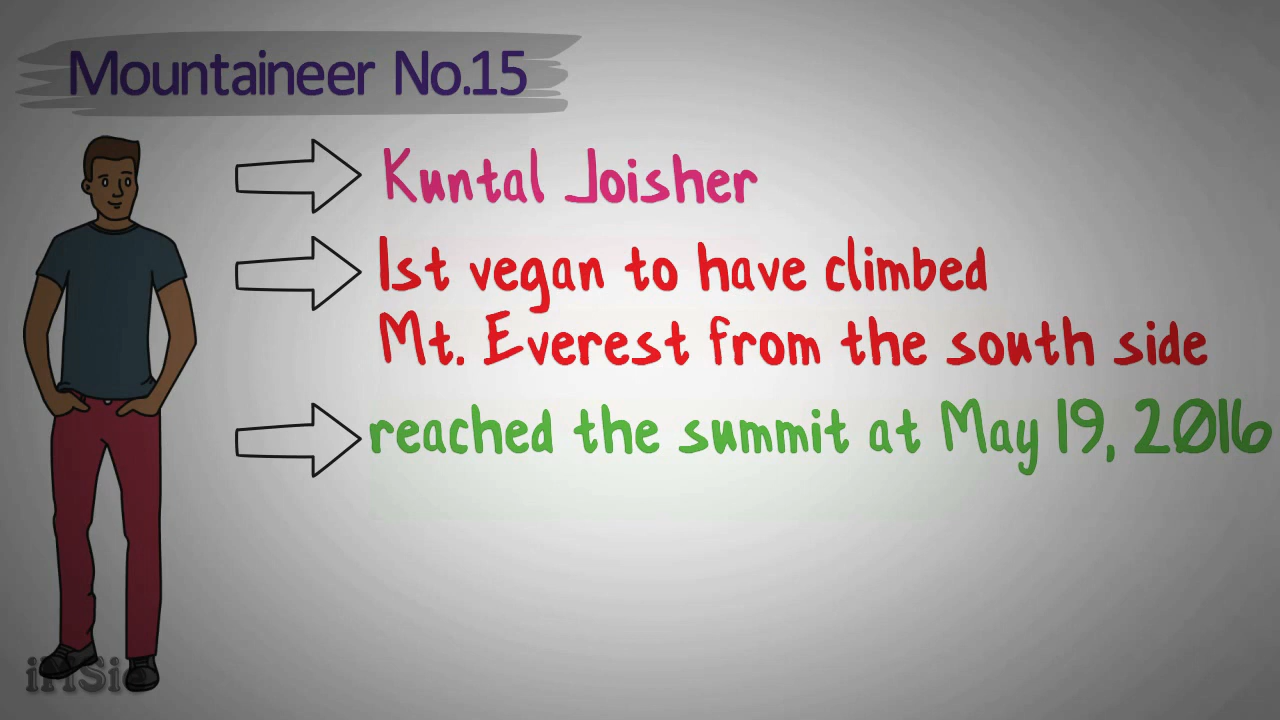 Mountaineer No.15
Kuntal Joisher
1st vegan to have climbed
Mt. Everest from the south side
reached the summit at May 19, 2016